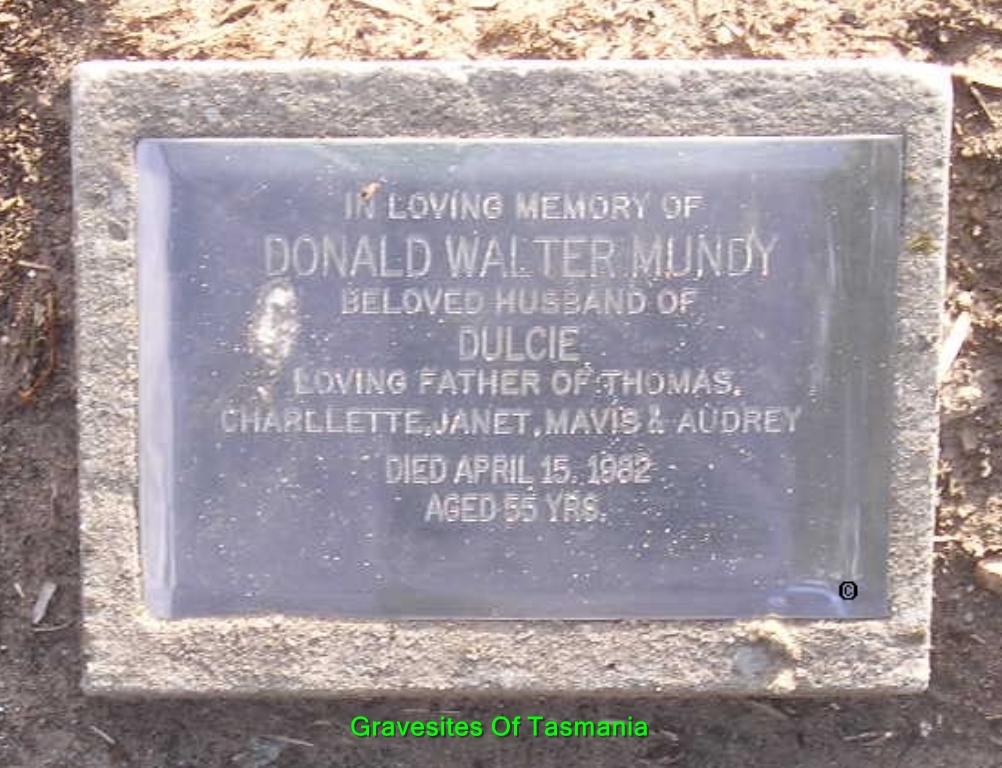 IN LOVING MEMORY OF
DONALD WALTER MUNDY
BELOVED HUSBAND OF
DULCIE
LOVING FATHER OF THOMAS,
CHARLLETTE, JANET, MAVIS & AUDREY
DIED APRIL 15, 1982
AGED 55 YRS.
©
Gravesites Of Tasmania